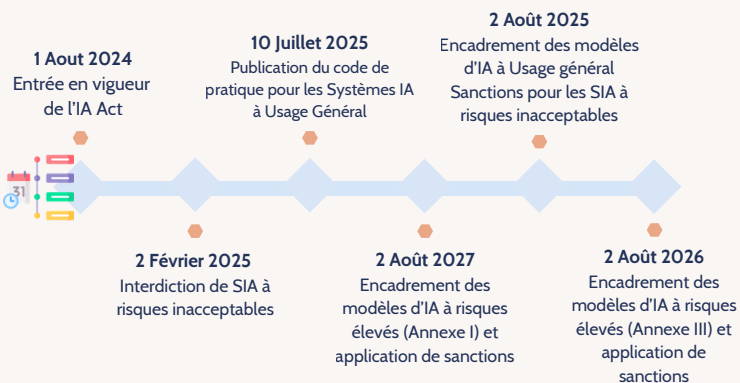 1 Aout 2024
Entrée en vigueur
de l'IA Act
31
2 Février 2025
Interdiction de SIA à
risques inacceptables
10 Juillet 2025
Publication du code de
pratique pour les Systèmes IA
à Usage Général
2 Août 2027
Encadrement des
modèles d'IA à risques
élevés (Annexe I) et
application de sanctions
2 Août 2025
Encadrement des modèles
d'IA à Usage général
Sanctions pour les SIA à
risques inacceptables
2 Août 2026
Encadrement des
modèles d'IA à risques
élevés (Annexe III) et
application de
sanctions